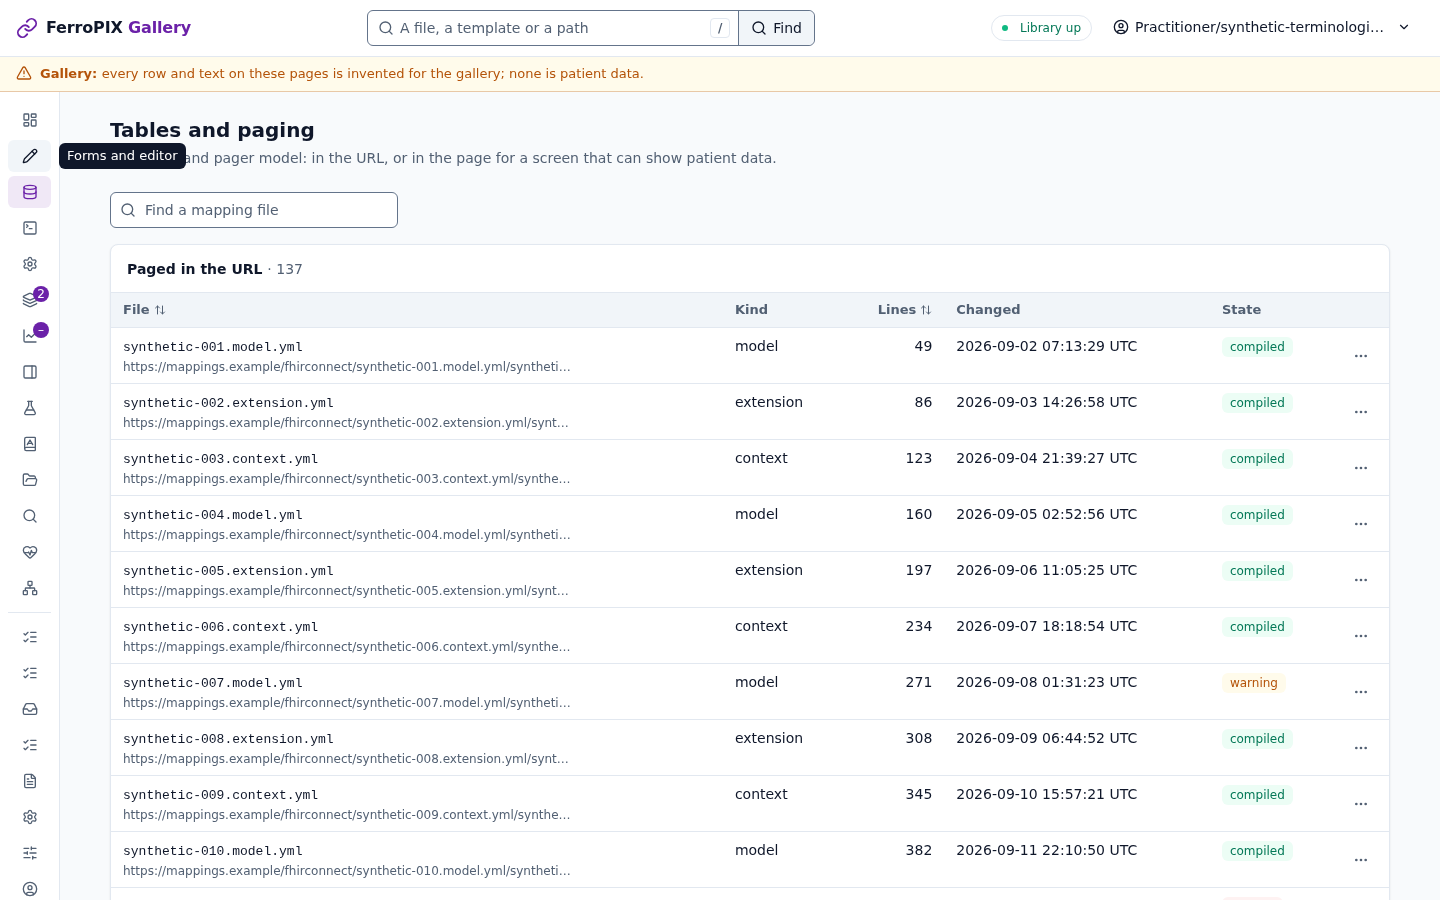 FerroPIX Gallery
A file, a template or a path
/
Find
Library up
Practitioner/synthetic-terminologi…
Gallery: every row and text on these pages is invented for the gallery; none is patient data.
Tables and paging
Forms and editor
and pager model: in the URL, or in the page for a screen that can show patient data.
Find a mapping file
2
–
Paged in the URL · 137
File Kind Lines Changed State
synthetic-001.model.yml model 49 2026-09-02 07:13:29 UTC compiled
https://mappings.example/fhirconnect/synthetic-001.model.yml/syntheti…
synthetic-002.extension.yml extension 86 2026-09-03 14:26:58 UTC compiled
https://mappings.example/fhirconnect/synthetic-002.extension.yml/synt…
synthetic-003.context.yml context 123 2026-09-04 21:39:27 UTC compiled
https://mappings.example/fhirconnect/synthetic-003.context.yml/synthe…
synthetic-004.model.yml model 160 2026-09-05 02:52:56 UTC compiled
https://mappings.example/fhirconnect/synthetic-004.model.yml/syntheti…
synthetic-005.extension.yml extension 197 2026-09-06 11:05:25 UTC compiled
https://mappings.example/fhirconnect/synthetic-005.extension.yml/synt…
synthetic-006.context.yml context 234 2026-09-07 18:18:54 UTC compiled
https://mappings.example/fhirconnect/synthetic-006.context.yml/synthe…
synthetic-007.model.yml model 271 2026-09-08 01:31:23 UTC warning
https://mappings.example/fhirconnect/synthetic-007.model.yml/syntheti…
synthetic-008.extension.yml extension 308 2026-09-09 06:44:52 UTC compiled
https://mappings.example/fhirconnect/synthetic-008.extension.yml/synt…
synthetic-009.context.yml context 345 2026-09-10 15:57:21 UTC compiled
https://mappings.example/fhirconnect/synthetic-009.context.yml/synthe…
synthetic-010.model.yml model 382 2026-09-11 22:10:50 UTC compiled
https://mappings.example/fhirconnect/synthetic-010.model.yml/syntheti…